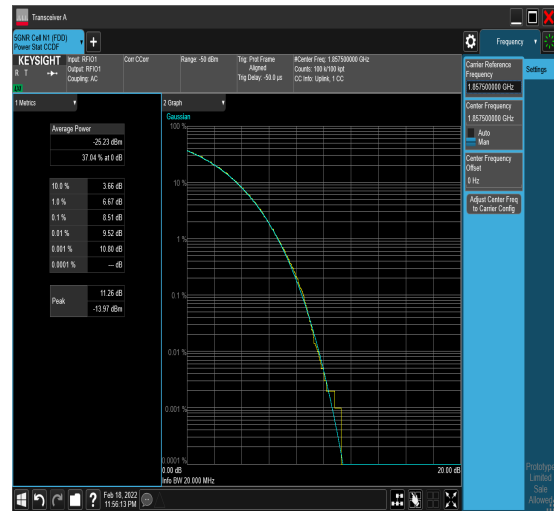 Transceiver A
5GNR Cell N1 (FDD)
Power Stat CCDF
KEYSIGHT
R T
Input: RFIO1
Output: RFIO1
Coupling: AC
Corr CCorr
Range: -50 dBm
Trig: Prot Frame
Aligned
Trig Delay: -50.0 µs
#Center Freq: 1.857500000 GHz
Counts: 100 k/100 kpt
CC Info: Uplink, 1 CC
1 Metrics
Average Power
-25.23 dBm
37.04 % at 0 dB
10.0 % 3.66 dB
1.0 % 6.67 dB
0.1 % 8.51 dB
0.01 % 9.52 dB
0.001 % 10.80 dB
0.0001 % --- dB
Peak 11.26 dB
-13.97 dBm
2 Graph
Gaussian
100 %
10 %
1 %
0.1 %
0.01 %
0.001 %
0.0001 %
0.00 dB 20.00 dB
Info BW 20.000 MHz
Frequency
Settings
Carrier Reference
Frequency
1.857500000 GHz
Center Frequency
1.857500000 GHz
Auto
Man
Center Frequency
Offset
0 Hz
Adjust Center Freq
to Carrier Config
Prototype
Limited
Sale
Allowed
?
Feb 18, 2022
11:56:13 PM